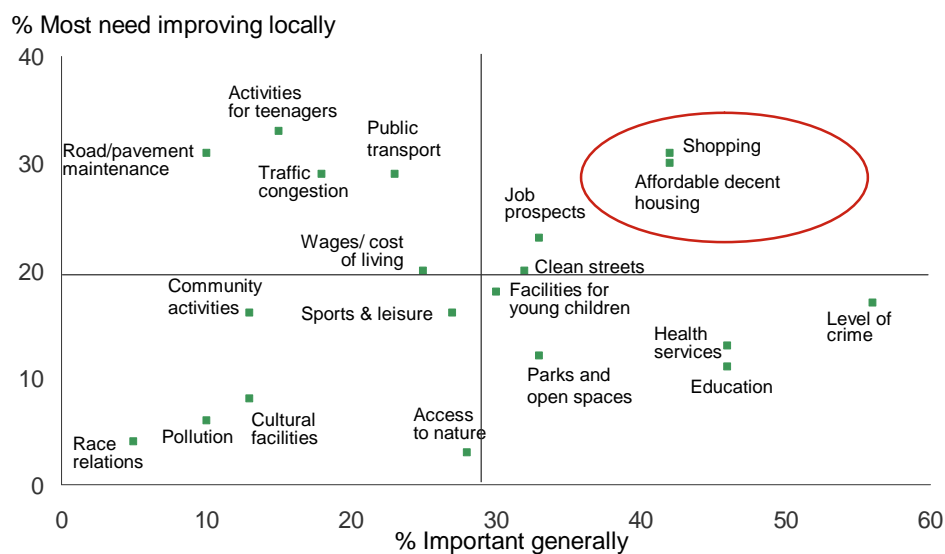 % Most need improving locally
40
30
20
10
0
Activities
for teenagers
Public
transport
Road/pavement
maintenance
Traffic
congestion
Shopping
Affordable decent
housing
Job
prospects
Wages/ cost
of living
Clean streets
Community
activities
Sports & leisure
Facilities for
young children
Level of
crime
Health
services
Education
Parks and
open spaces
Access
to nature
Cultural
facilities
Pollution
Race
relations
0
10
20
30
40
50
60
% Important generally